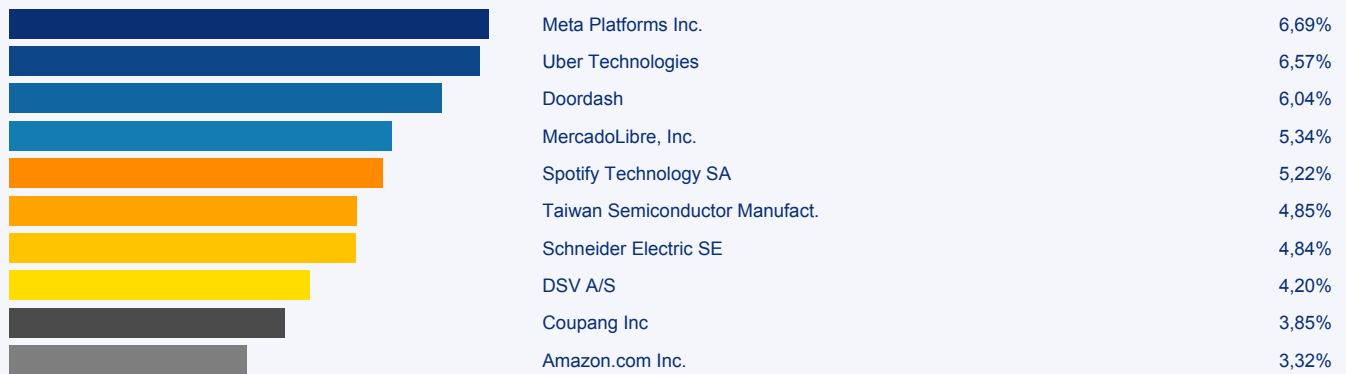 Meta Platforms Inc. 6,69%
Uber Technologies 6,57%
Doordash 6,04%
MercadoLibre, Inc. 5,34%
Spotify Technology SA 5,22%
Taiwan Semiconductor Manufact. 4,85%
Schneider Electric SE 4,84%
DSV A/S 4,20%
Coupang Inc 3,85%
Amazon.com Inc. 3,32%